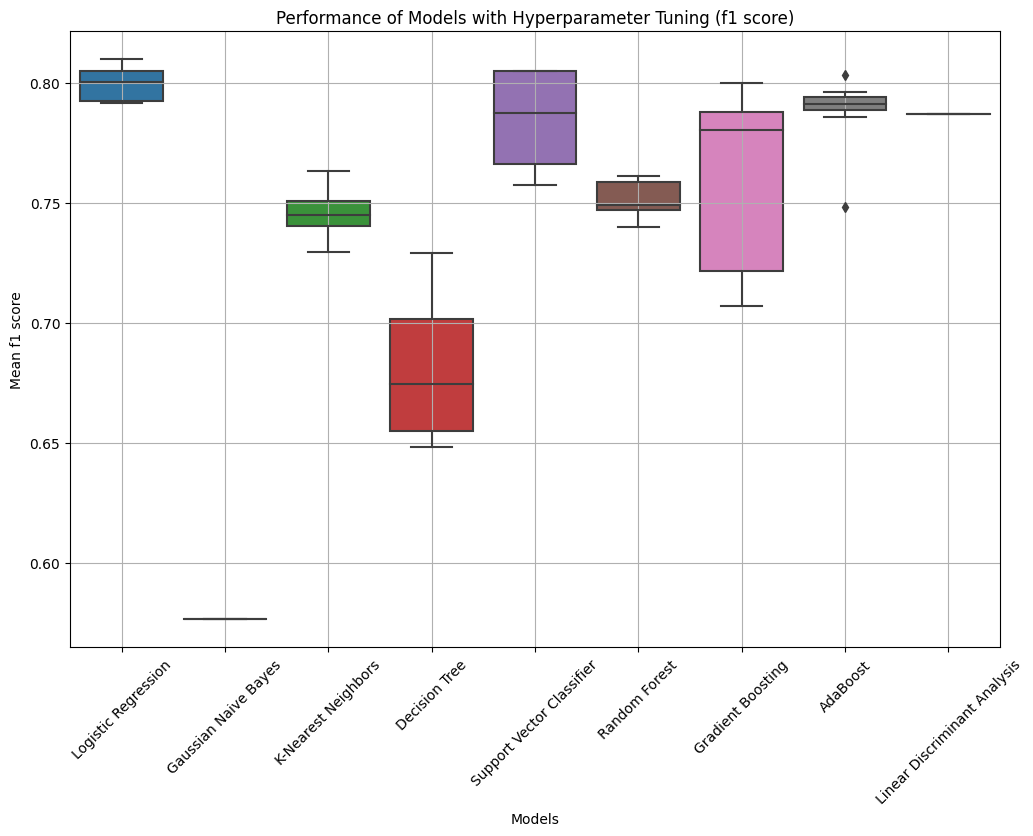 Performance of Models with Hyperparameter Tuning (f1 score)
Mean f1 score
0.80
0.75
0.70
0.65
0.60
Logistic Regression
Gaussian Naive Bayes
K-Nearest Neighbors
Decision Tree
Support Vector Classifier
Random Forest
Gradient Boosting
AdaBoost
Linear Discriminant Analysis
Models